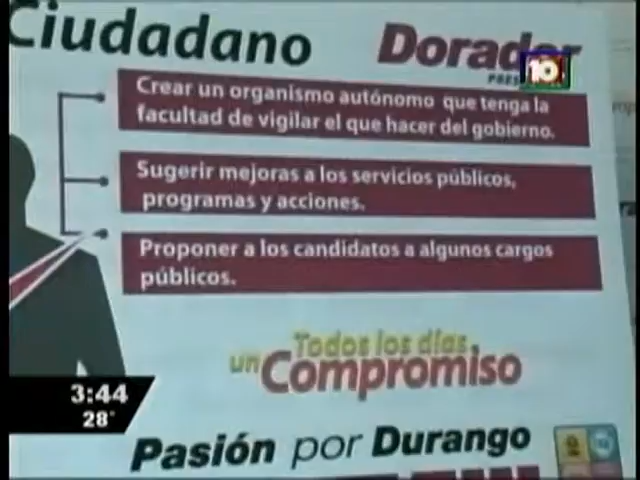 Ciudadano
Dorador
10
Crear un organismo autónomo que tenga la
facultad de vigilar el que hacer del gobierno.
Sugerir mejoras a los servicios públicos,
programas y acciones.
Proponer a los candidatos a algunos cargos
públicos.
Todos los días
un Compromiso
3:44
28°
Pasión por Durango